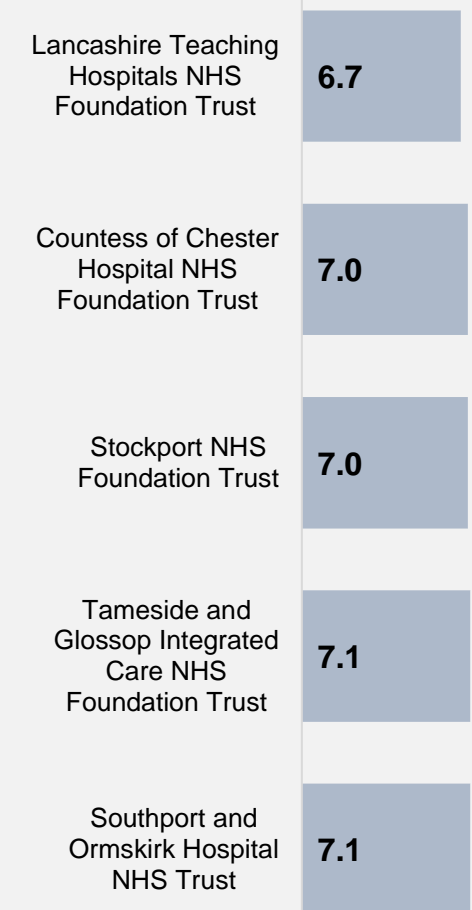 Lancashire Teaching
Hospitals NHS
Foundation Trust
6.7
Countess of Chester
Hospital NHS
Foundation Trust
7.0
Stockport NHS
Foundation Trust
7.0
Tameside and
Glossop Integrated
Care NHS
Foundation Trust
7.1
Southport and
Ormskirk Hospital
NHS Trust
7.1